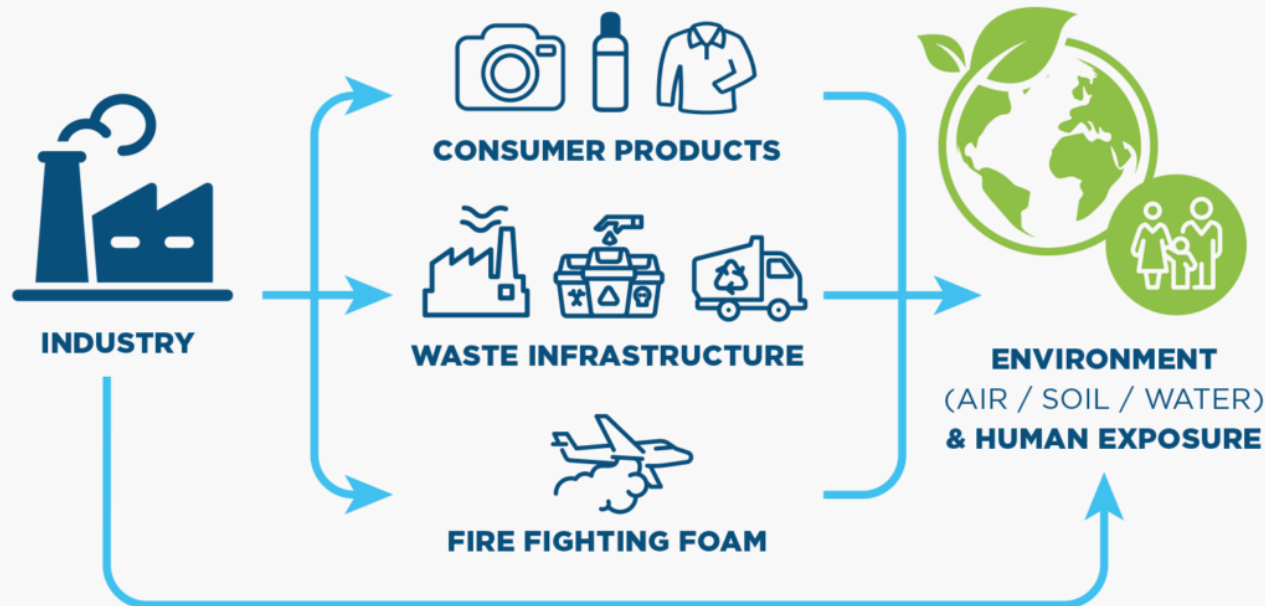 CONSUMER PRODUCTS
INDUSTRY
WASTE INFRASTRUCTURE
ENVIRONMENT
(AIR / SOIL / WATER)
& HUMAN EXPOSURE
FIRE FIGHTING FOAM